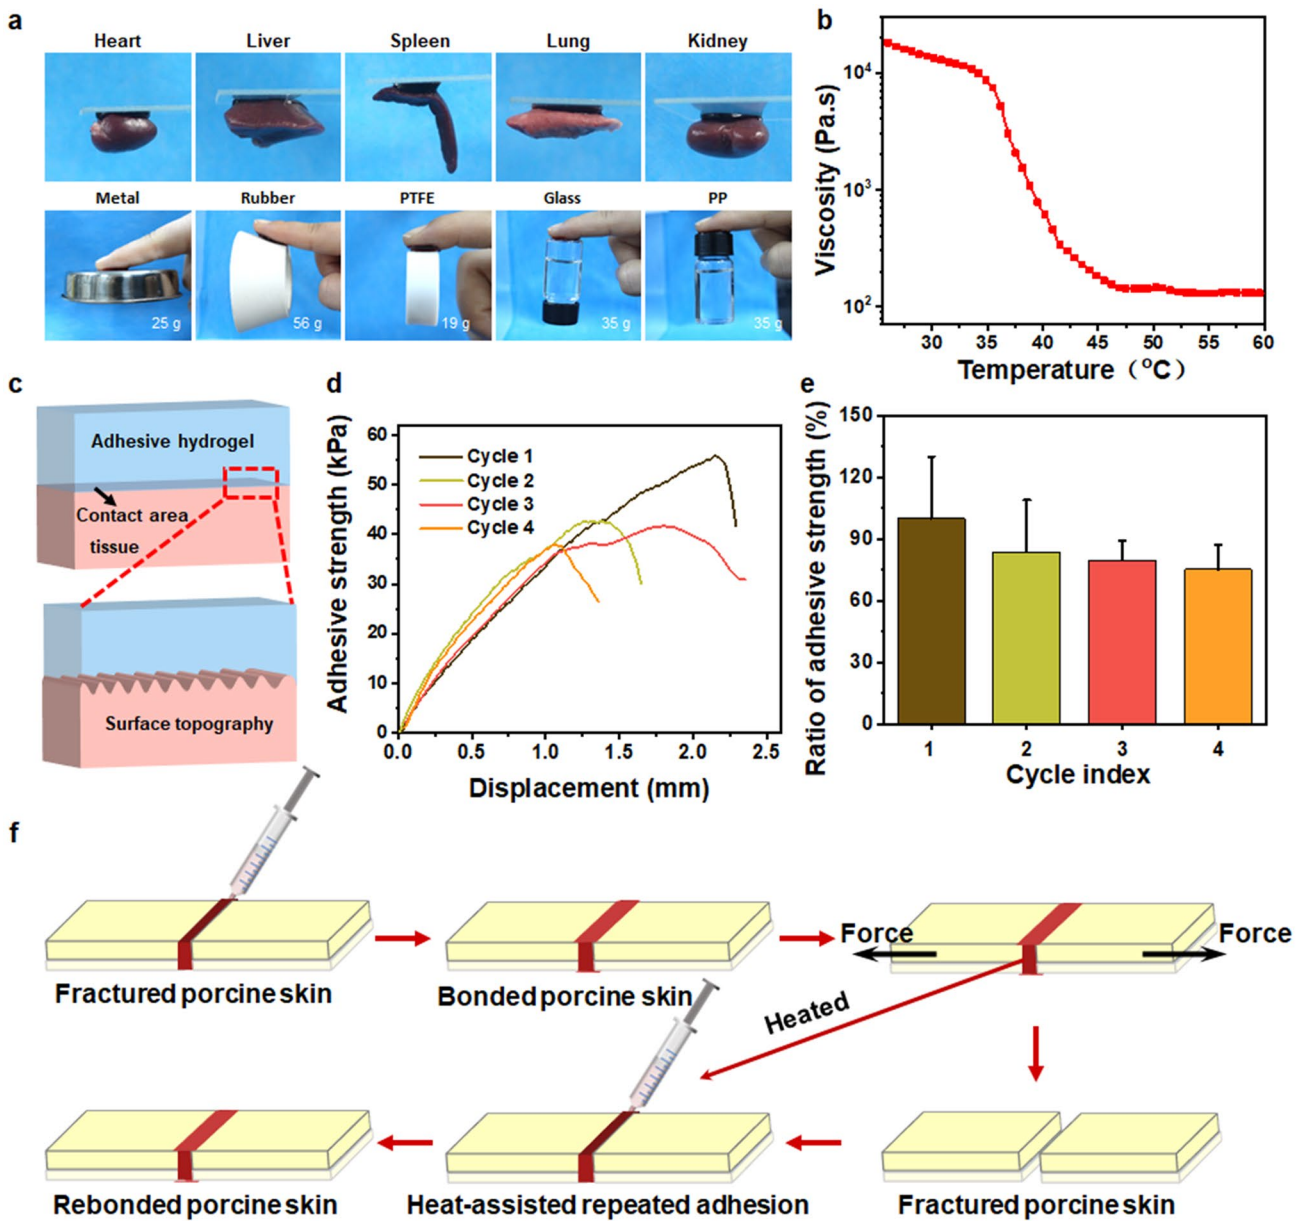 a
Heart Liver Spleen Lung Kidney
Metal Rubber PTFE Glass PP
25 g 56 g 19 g 35 g 35 g
b
Viscosity (Pa.s)
10⁴
10³
10²
30 35 40 45 50 55 60
Temperature（°C）
c
Adhesive hydrogel
Contact area
tissue
Surface topography
d
Adhesive strength (kPa)
60
50
40
30
20
10
0
Cycle 1
Cycle 2
Cycle 3
Cycle 4
0.0 0.5 1.0 1.5 2.0 2.5
Displacement (mm)
e
Ratio of adhesive strength (%)
150
120
90
60
30
0
1 2 3 4
Cycle index
f
Fractured porcine skin
Bonded porcine skin
Force Force
Heated
Rebonded porcine skin
Heat-assisted repeated adhesion
Fractured porcine skin